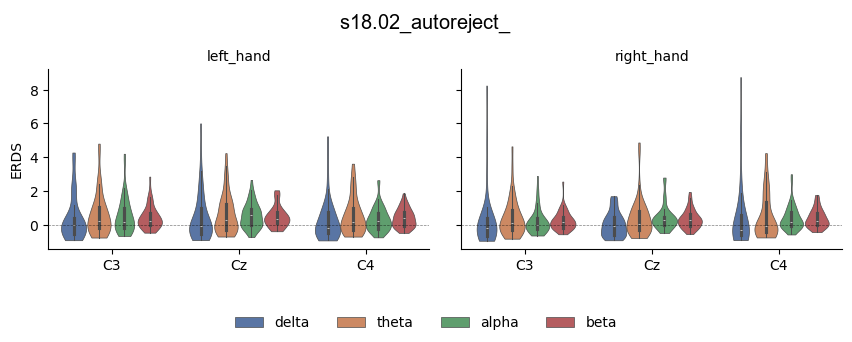 s18.02_autoreject_
left_hand
right_hand
ERDS
8
6
4
2
0
C3
Cz
C4
C3
Cz
C4
delta
theta
alpha
beta